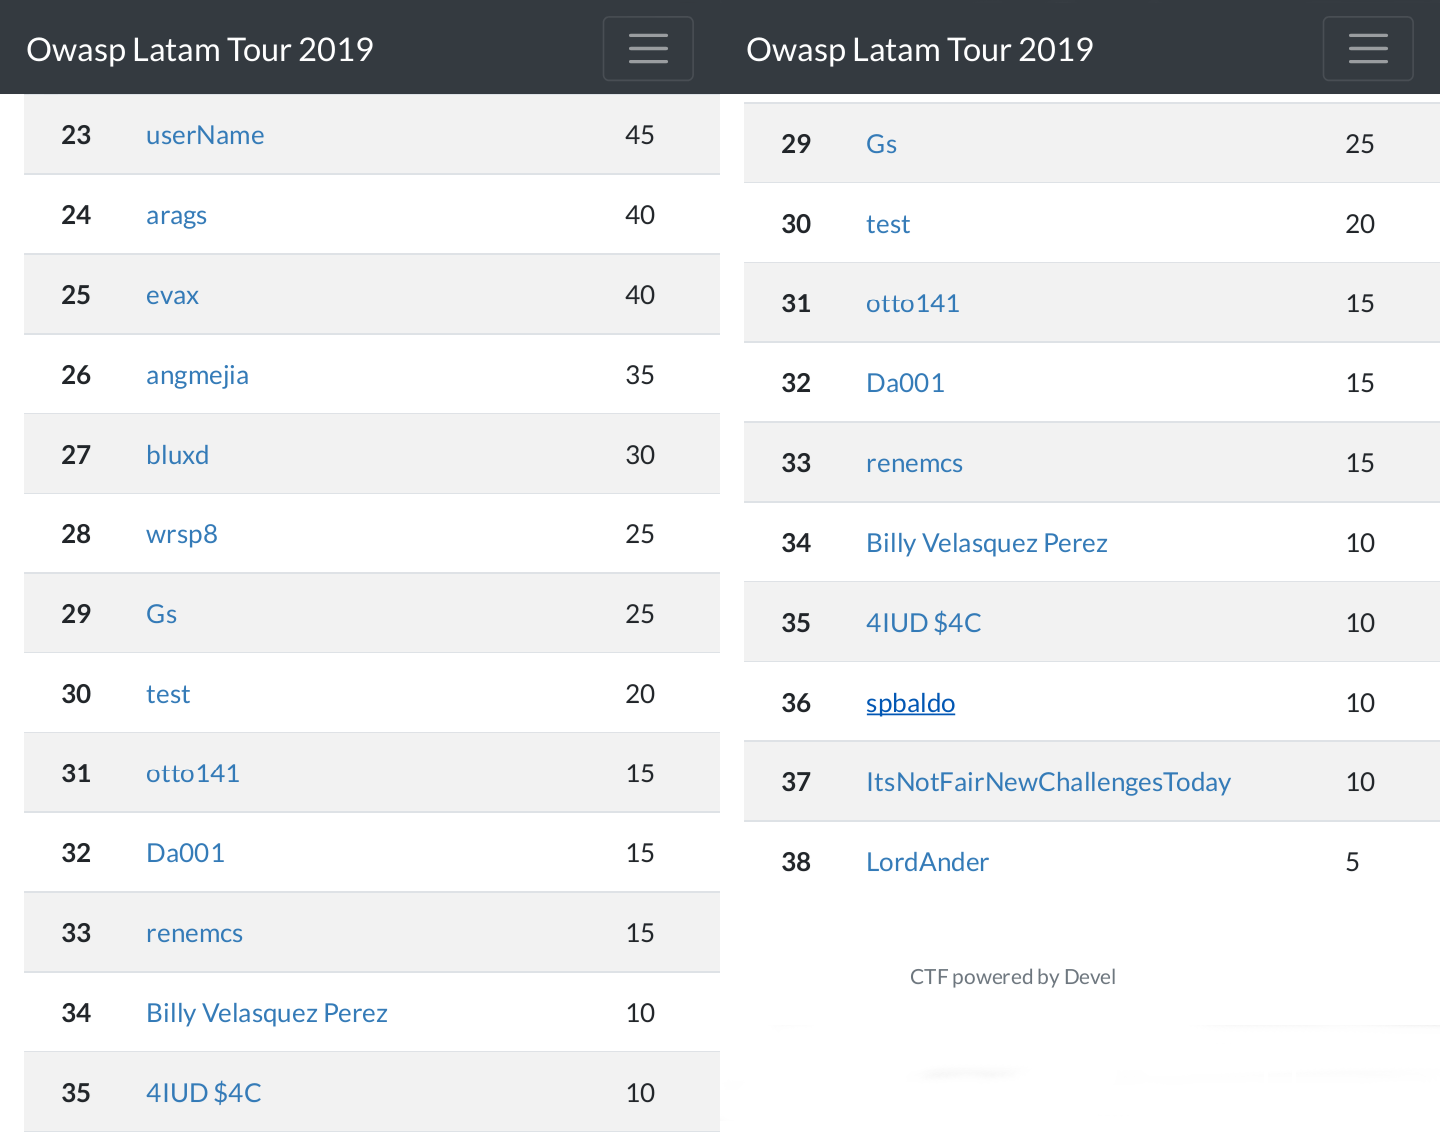 Owasp Latam Tour 2019
23 userName 45
24 arags 40
25 evax 40
26 angmejia 35
27 bluxd 30
28 wrsp8 25
29 Gs 25
30 test 20
31 otto141 15
32 Da001 15
33 renemcs 15
34 Billy Velasquez Perez 10
35 4IUD $4C 10
Owasp Latam Tour 2019
29 Gs 25
30 test 20
31 otto141 15
32 Da001 15
33 renemcs 15
34 Billy Velasquez Perez 10
35 4IUD $4C 10
36 spbaldo 10
37 ItsNotFairNewChallengesToday 10
38 LordAnder 5
CTF powered by Devel